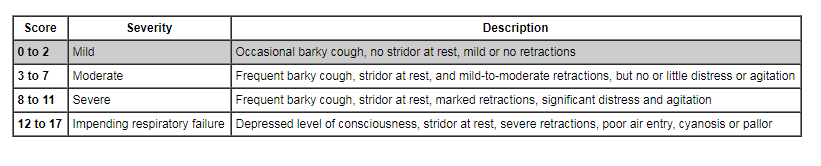 Score Severity Description
0 to 2 Mild Occasional barky cough, no stridor at rest, mild or no retractions
3 to 7 Moderate Frequent barky cough, stridor at rest, and mild-to-moderate retractions, but no or little distress or agitation
8 to 11 Severe Frequent barky cough, stridor at rest, marked retractions, significant distress and agitation
12 to 17 Impending respiratory failure Depressed level of consciousness, stridor at rest, severe retractions, poor air entry, cyanosis or pallor